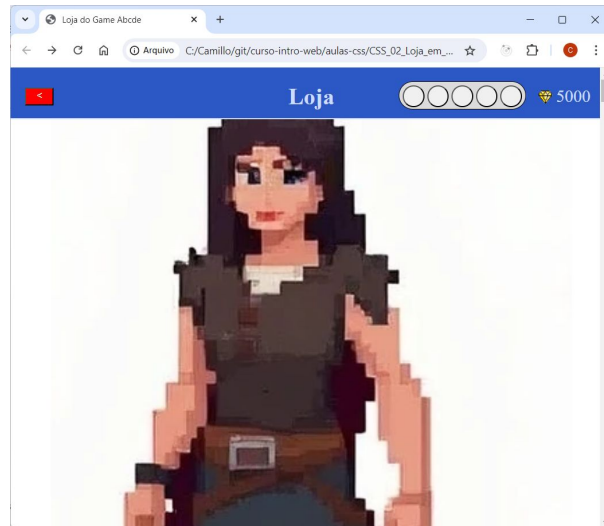 Loja do Game Abcde
Arquivo C:/Camillo/git/curso-intro-web/aulas-css/CSS_02_Loja_em_...
C
<
Loja
5000